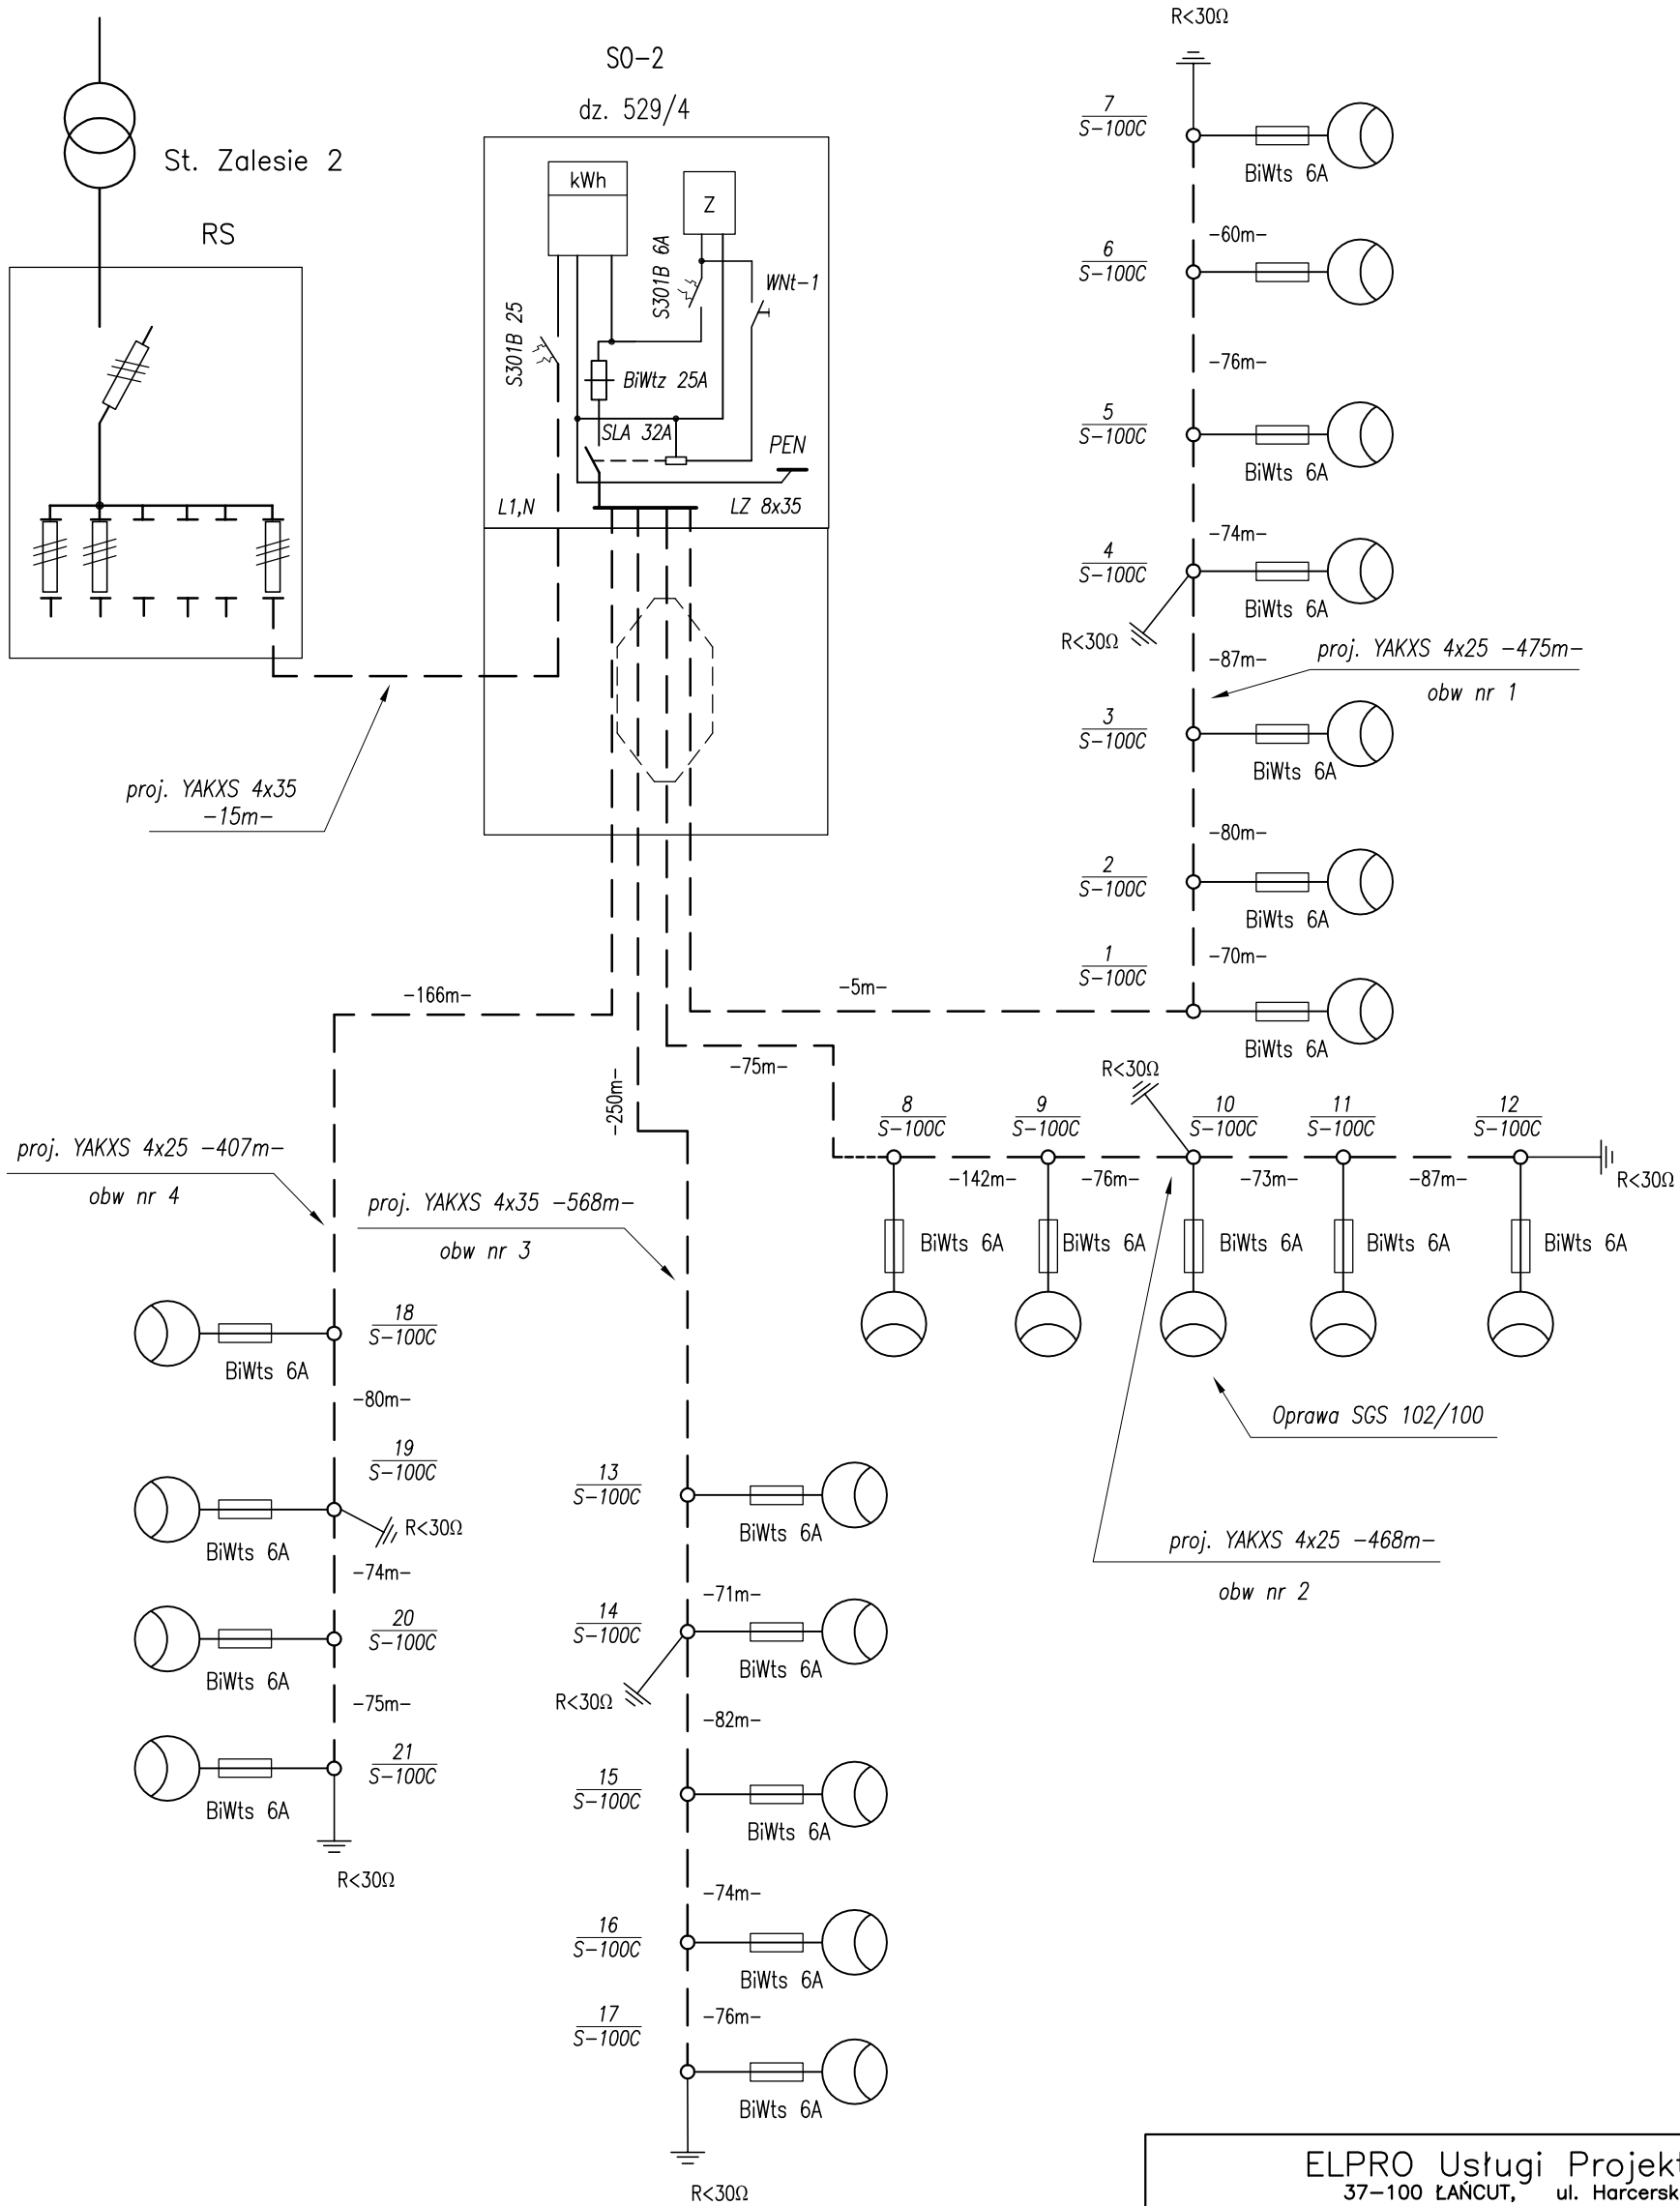 St. Zalesie 2
RS
proj. YAKXS 4x35
-15m-
SO-2
dz. 529/4
kWh
Z
S301B 6A
WNt-1
S301B 25
BiWtz 25A
SLA 32A
PEN
L1,N
LZ 8x35
R<30Ω
7
S-100C
BiWts 6A
-60m-
6
S-100C
-76m-
5
S-100C
BiWts 6A
-74m-
4
S-100C
BiWts 6A
R<30Ω
-87m-
proj. YAKXS 4x25 -475m-
obw nr 1
3
S-100C
BiWts 6A
-80m-
2
S-100C
BiWts 6A
-70m-
1
S-100C
BiWts 6A
-5m-
-166m-
-75m-
-250m-
R<30Ω
8
S-100C
9
S-100C
10
S-100C
11
S-100C
12
S-100C
-142m-
-76m-
-73m-
-87m-
R<30Ω
BiWts 6A
BiWts 6A
BiWts 6A
BiWts 6A
BiWts 6A
Oprawa SGS 102/100
proj. YAKXS 4x25 -468m-
obw nr 2
proj. YAKXS 4x25 -407m-
obw nr 4
proj. YAKXS 4x35 -568m-
obw nr 3
18
S-100C
BiWts 6A
-80m-
19
S-100C
R<30Ω
BiWts 6A
-74m-
20
S-100C
BiWts 6A
-75m-
21
S-100C
BiWts 6A
R<30Ω
13
S-100C
BiWts 6A
-71m-
14
S-100C
BiWts 6A
R<30Ω
-82m-
15
S-100C
BiWts 6A
-74m-
16
S-100C
BiWts 6A
-76m-
17
S-100C
BiWts 6A
R<30Ω
ELPRO Usługi Projekt
37-100 ŁAŃCUT, ul. Harcersk